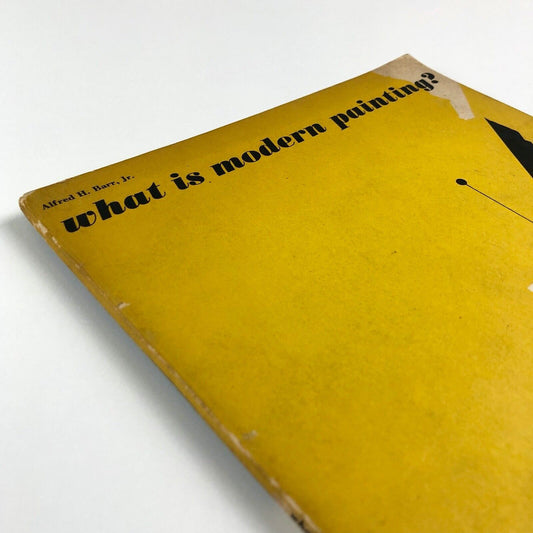 Alfred H. Barr, Jr.
what is modern painting?